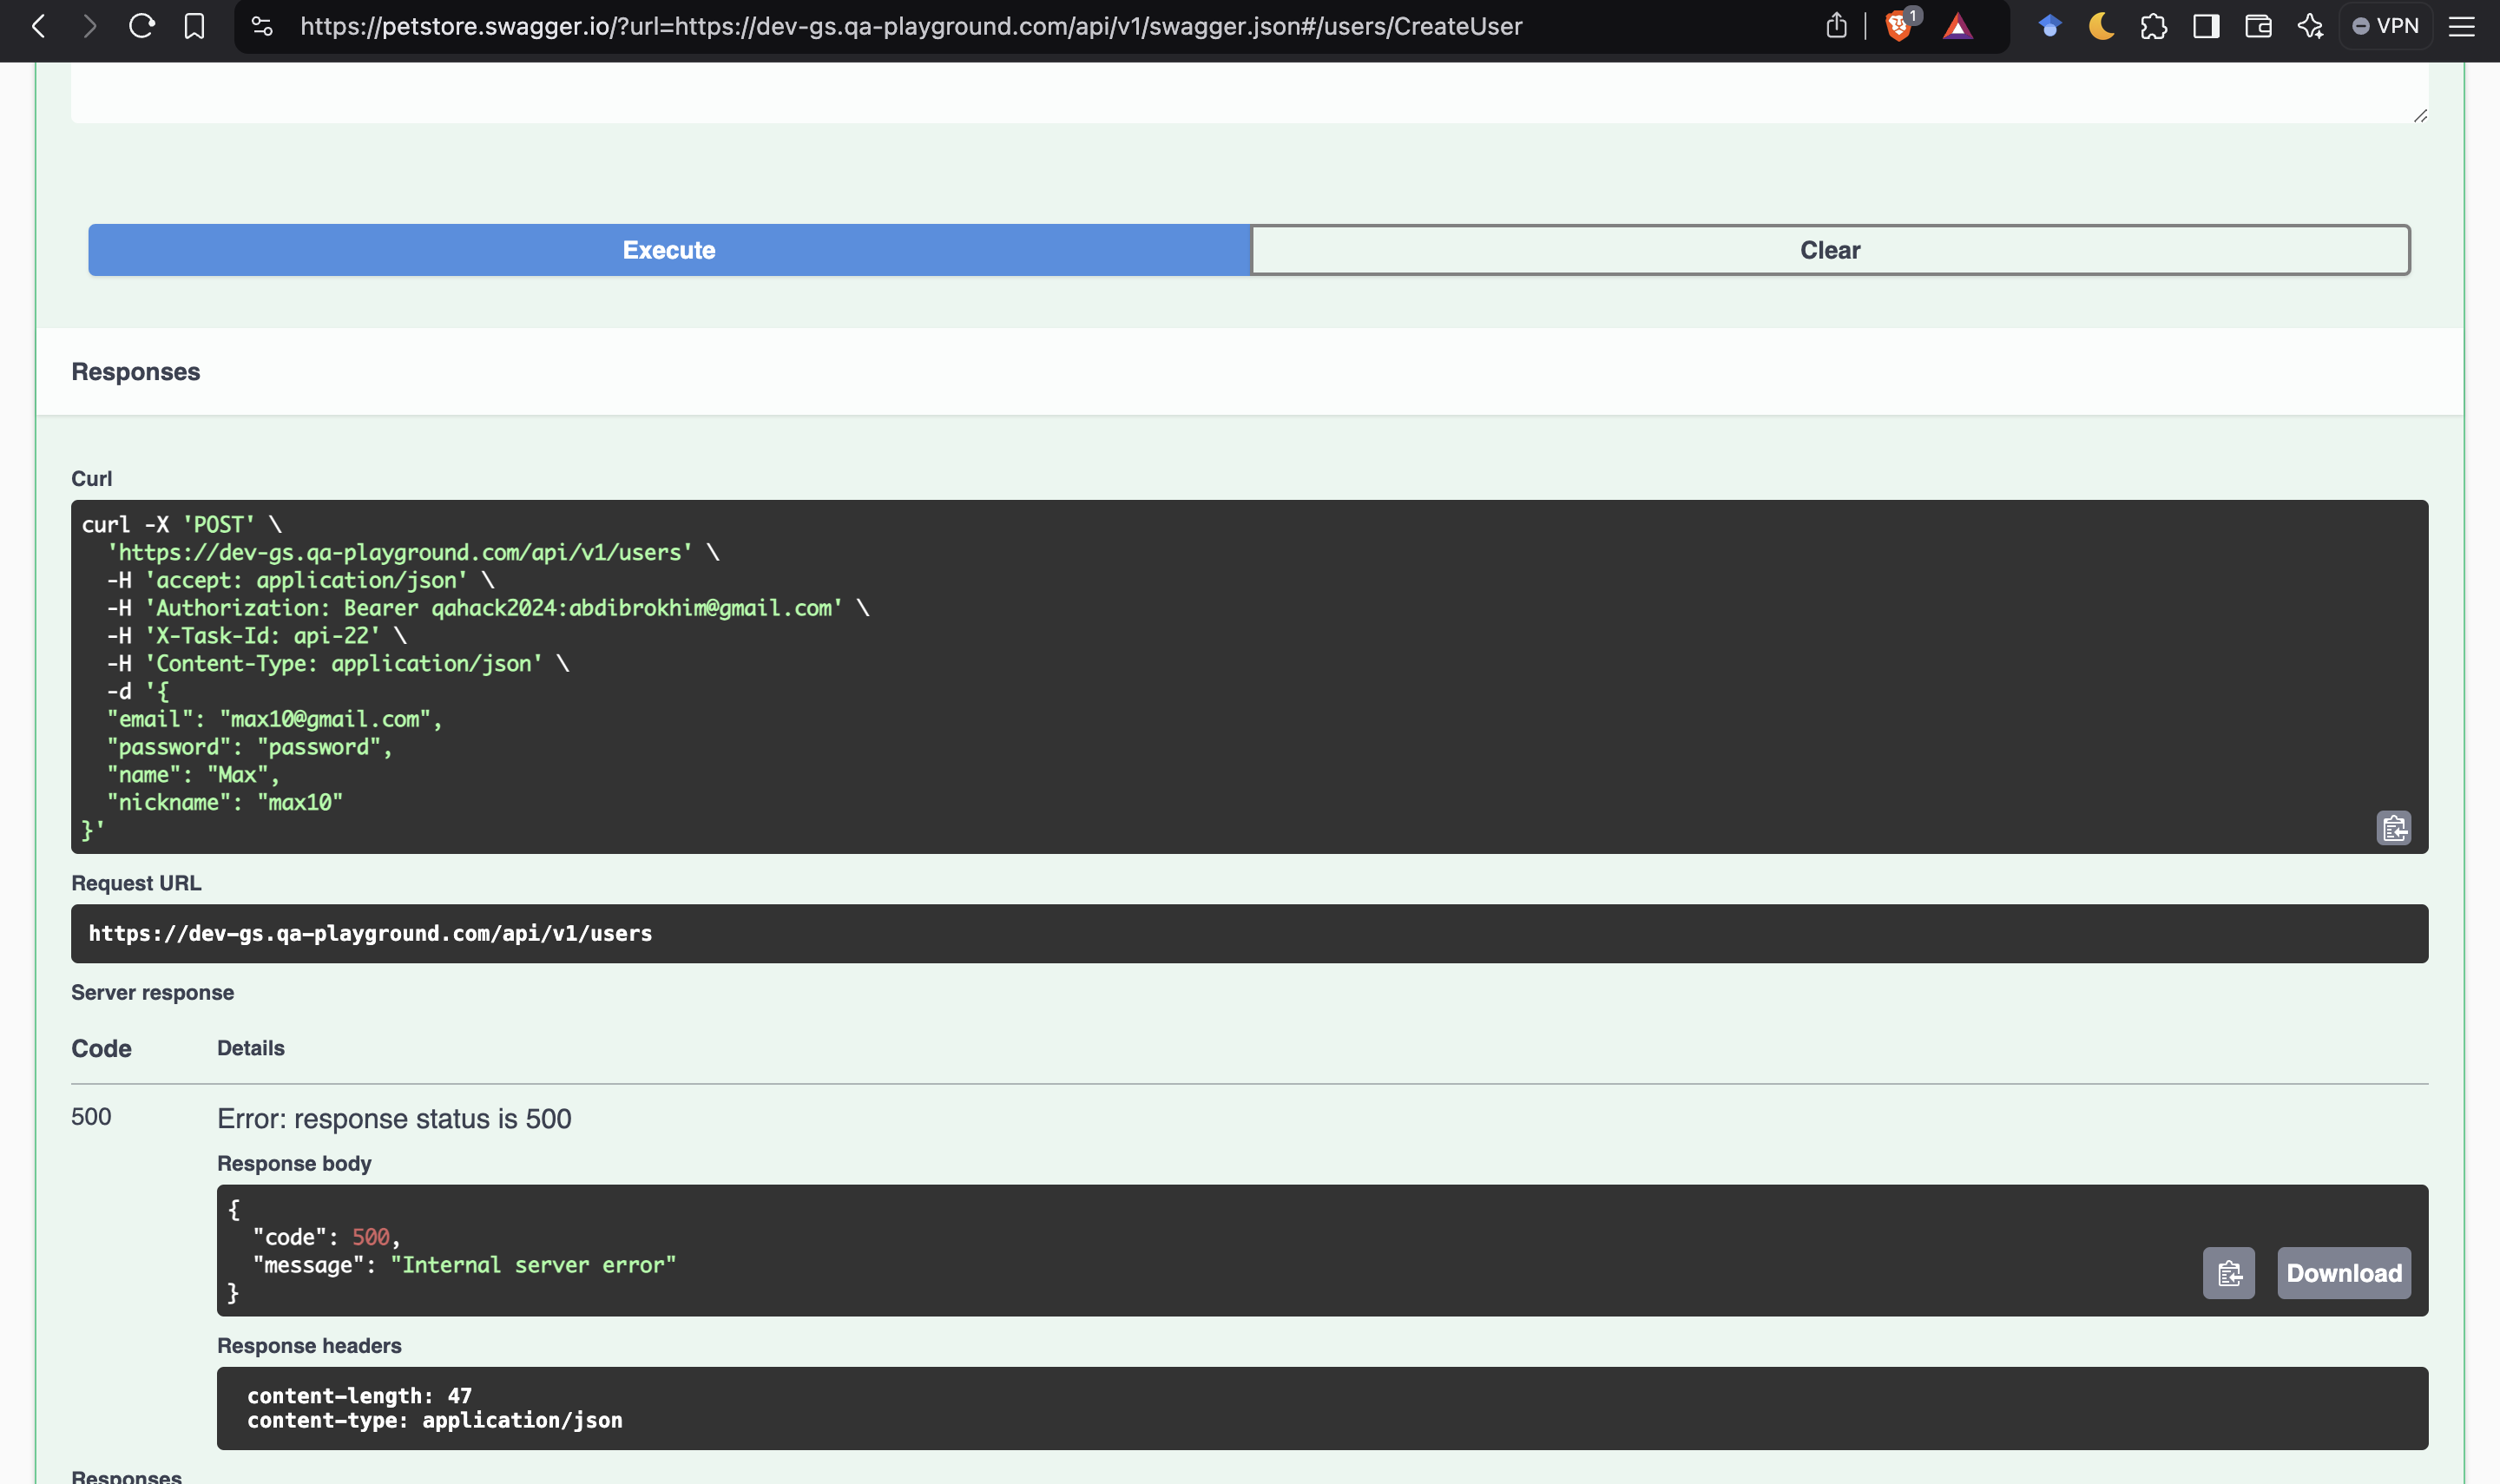 https://petstore.swagger.io/?url=https://dev-gs.qa-playground.com/api/v1/swagger.json#/users/CreateUser
1
VPN
Execute
Clear
Responses
Curl
curl -X 'POST' \
  'https://dev-gs.qa-playground.com/api/v1/users' \
  -H 'accept: application/json' \
  -H 'Authorization: Bearer qahack2024:abdibrokhim@gmail.com' \
  -H 'X-Task-Id: api-22' \
  -H 'Content-Type: application/json' \
  -d '{
  "email": "max10@gmail.com",
  "password": "password",
  "name": "Max",
  "nickname": "max10"
}'
Request URL
https://dev-gs.qa-playground.com/api/v1/users
Server response
Code Details
500 Error: response status is 500
Response body
{
  "code": 500,
  "message": "Internal server error"
}
Download
Response headers
content-length: 47
content-type: application/json
Responses